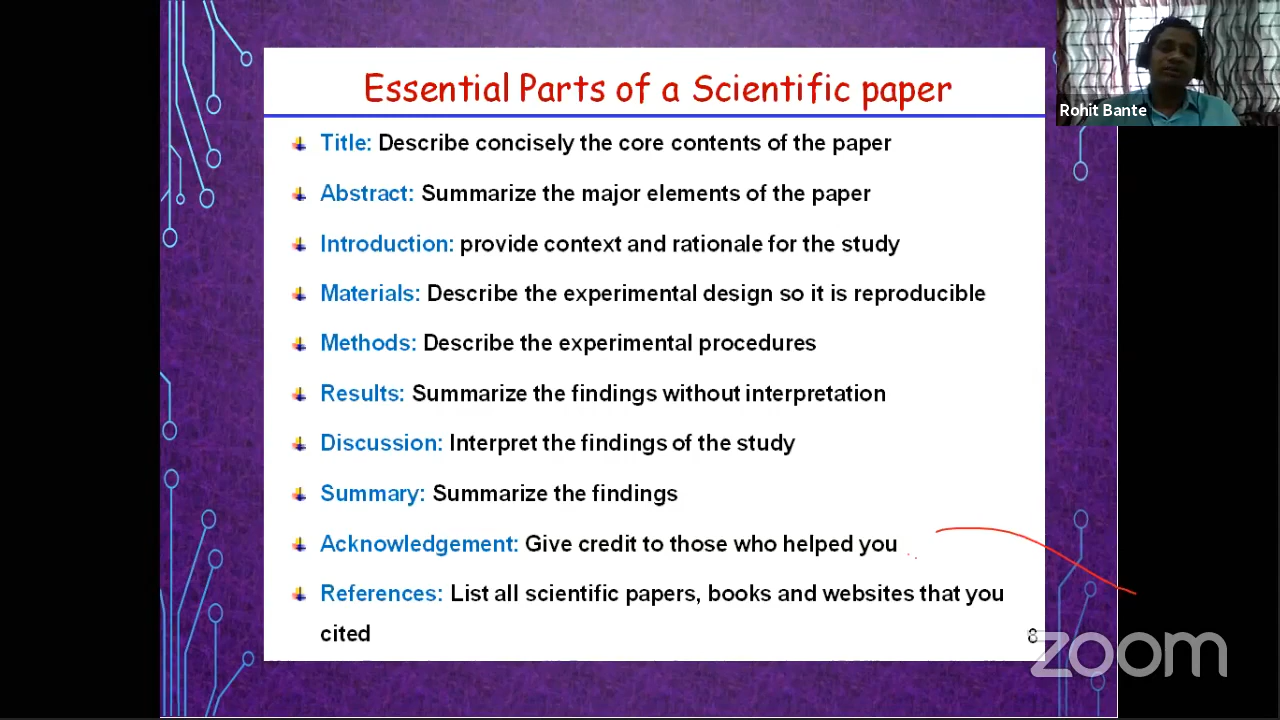 Essential Parts of a Scientific paper
Rohit Bante
Title: Describe concisely the core contents of the paper
Abstract: Summarize the major elements of the paper
Introduction: provide context and rationale for the study
Materials: Describe the experimental design so it is reproducible
Methods: Describe the experimental procedures
Results: Summarize the findings without interpretation
Discussion: Interpret the findings of the study
Summary: Summarize the findings
Acknowledgement: Give credit to those who helped you
References: List all scientific papers, books and websites that you
cited
8
zoom